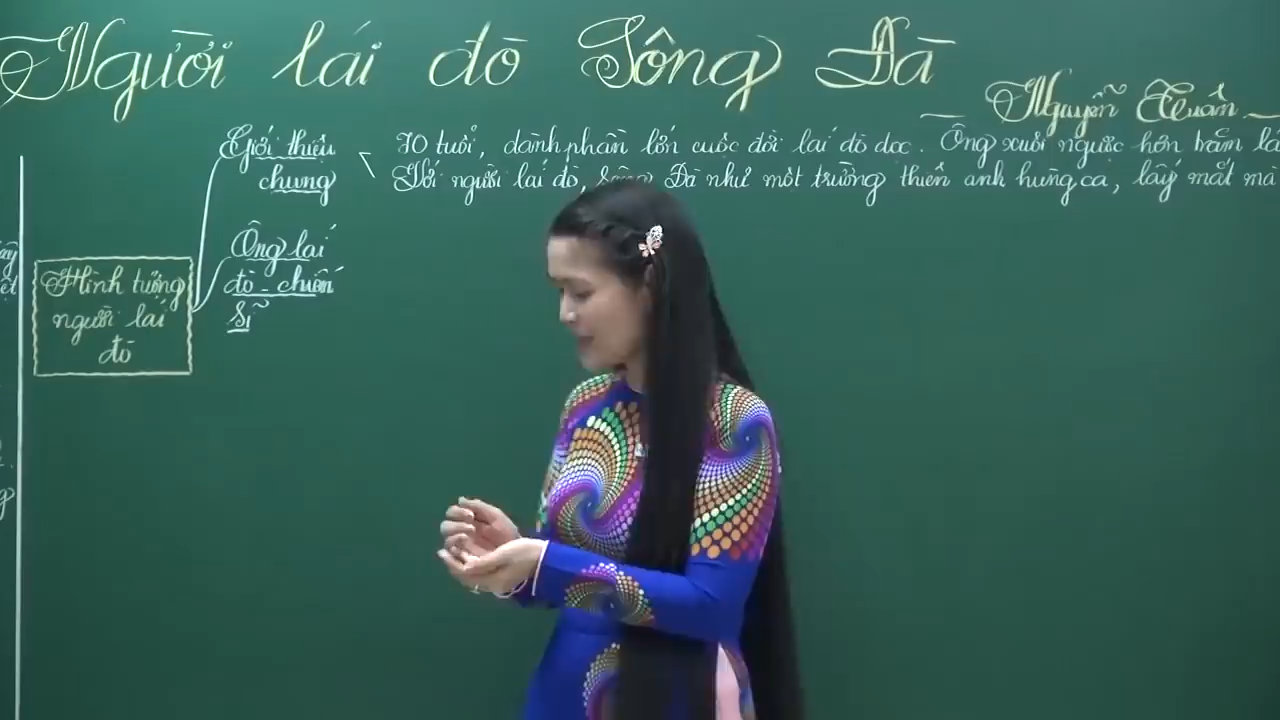 Người lái đò Sông Đà
Nguyễn Tuân
Giới thiệu
chung
70 tuổi, dành phần lớn cuộc đời lái đò dọc. Ông xuôi ngược hơn trăm lần
Với người lái đò, Sông Đà như một trường thiên anh hùng ca, lấy mắt mà
Ông lái
đò - chiến
sĩ
Hình tượng
người lái
đò